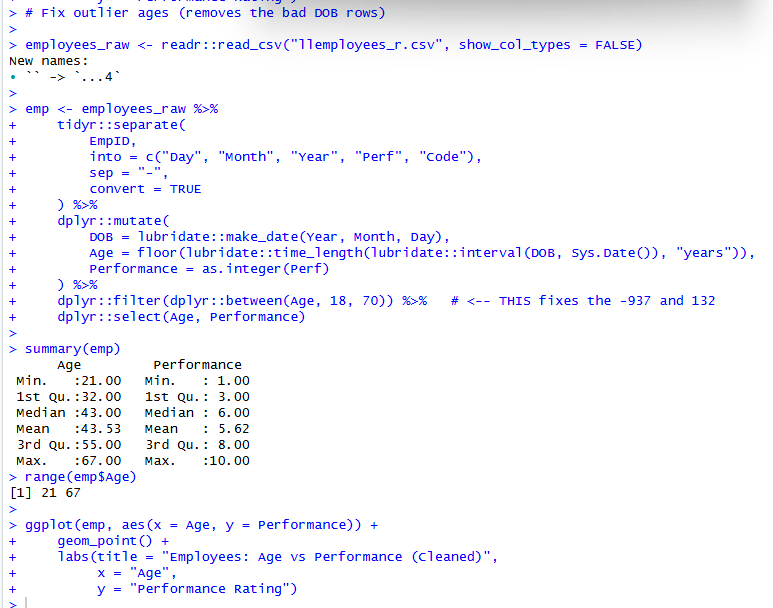 > # Fix outlier ages (removes the bad DOB rows)
>
> employees_raw <- readr::read_csv("llemployees_r.csv", show_col_types = FALSE)
New names:
• `` -> `...4`
>
> emp <- employees_raw %>%
+     tidyr::separate(
+         EmpID,
+         into = c("Day", "Month", "Year", "Perf", "Code"),
+         sep = "-",
+         convert = TRUE
+     ) %>%
+     dplyr::mutate(
+         DOB = lubridate::make_date(Year, Month, Day),
+         Age = floor(lubridate::time_length(lubridate::interval(DOB, Sys.Date()), "years")),
+         Performance = as.integer(Perf)
+     ) %>%
+     dplyr::filter(dplyr::between(Age, 18, 70)) %>%   # <-- THIS fixes the -937 and 132
+     dplyr::select(Age, Performance)
>
> summary(emp)
      Age         Performance
 Min.   :21.00   Min.   : 1.00
 1st Qu.:32.00   1st Qu.: 3.00
 Median :43.00   Median : 6.00
 Mean   :43.53   Mean   : 5.62
 3rd Qu.:55.00   3rd Qu.: 8.00
 Max.   :67.00   Max.   :10.00
> range(emp$Age)
[1] 21 67
>
> ggplot(emp, aes(x = Age, y = Performance)) +
+     geom_point() +
+     labs(title = "Employees: Age vs Performance (Cleaned)",
+          x = "Age",
+          y = "Performance Rating")
>